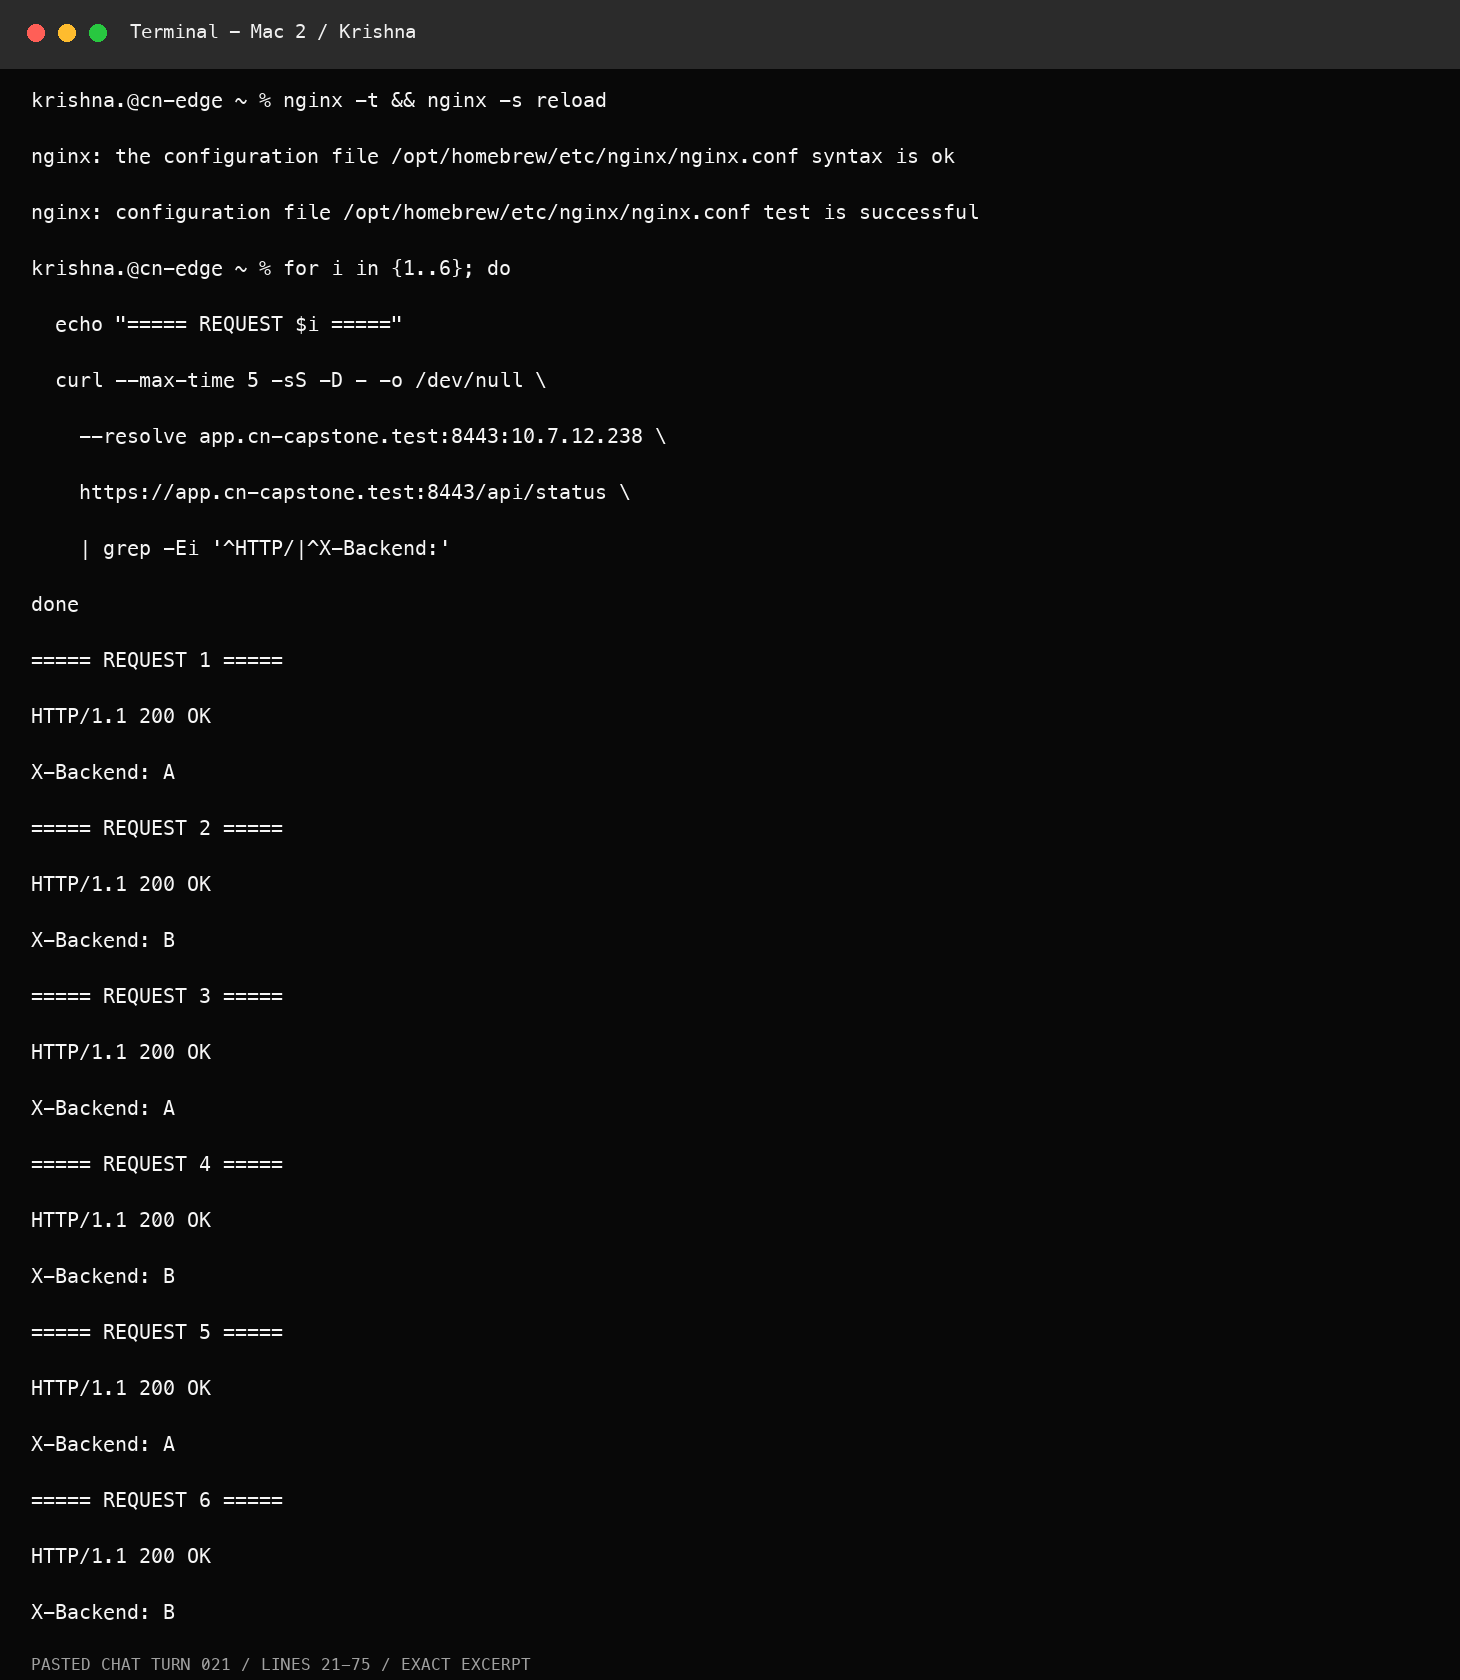 Terminal — Mac 2 / Krishna
krishna.@cn-edge ~ % nginx -t && nginx -s reload
nginx: the configuration file /opt/homebrew/etc/nginx/nginx.conf syntax is ok
nginx: configuration file /opt/homebrew/etc/nginx/nginx.conf test is successful
krishna.@cn-edge ~ % for i in {1..6}; do
  echo "===== REQUEST $i ====="
  curl --max-time 5 -sS -D - -o /dev/null \
    --resolve app.cn-capstone.test:8443:10.7.12.238 \
    https://app.cn-capstone.test:8443/api/status \
    | grep -Ei '^HTTP/|^X-Backend:'
done
===== REQUEST 1 =====
HTTP/1.1 200 OK
X-Backend: A
===== REQUEST 2 =====
HTTP/1.1 200 OK
X-Backend: B
===== REQUEST 3 =====
HTTP/1.1 200 OK
X-Backend: A
===== REQUEST 4 =====
HTTP/1.1 200 OK
X-Backend: B
===== REQUEST 5 =====
HTTP/1.1 200 OK
X-Backend: A
===== REQUEST 6 =====
HTTP/1.1 200 OK
X-Backend: B
PASTED CHAT TURN 021 / LINES 21–75 / EXACT EXCERPT